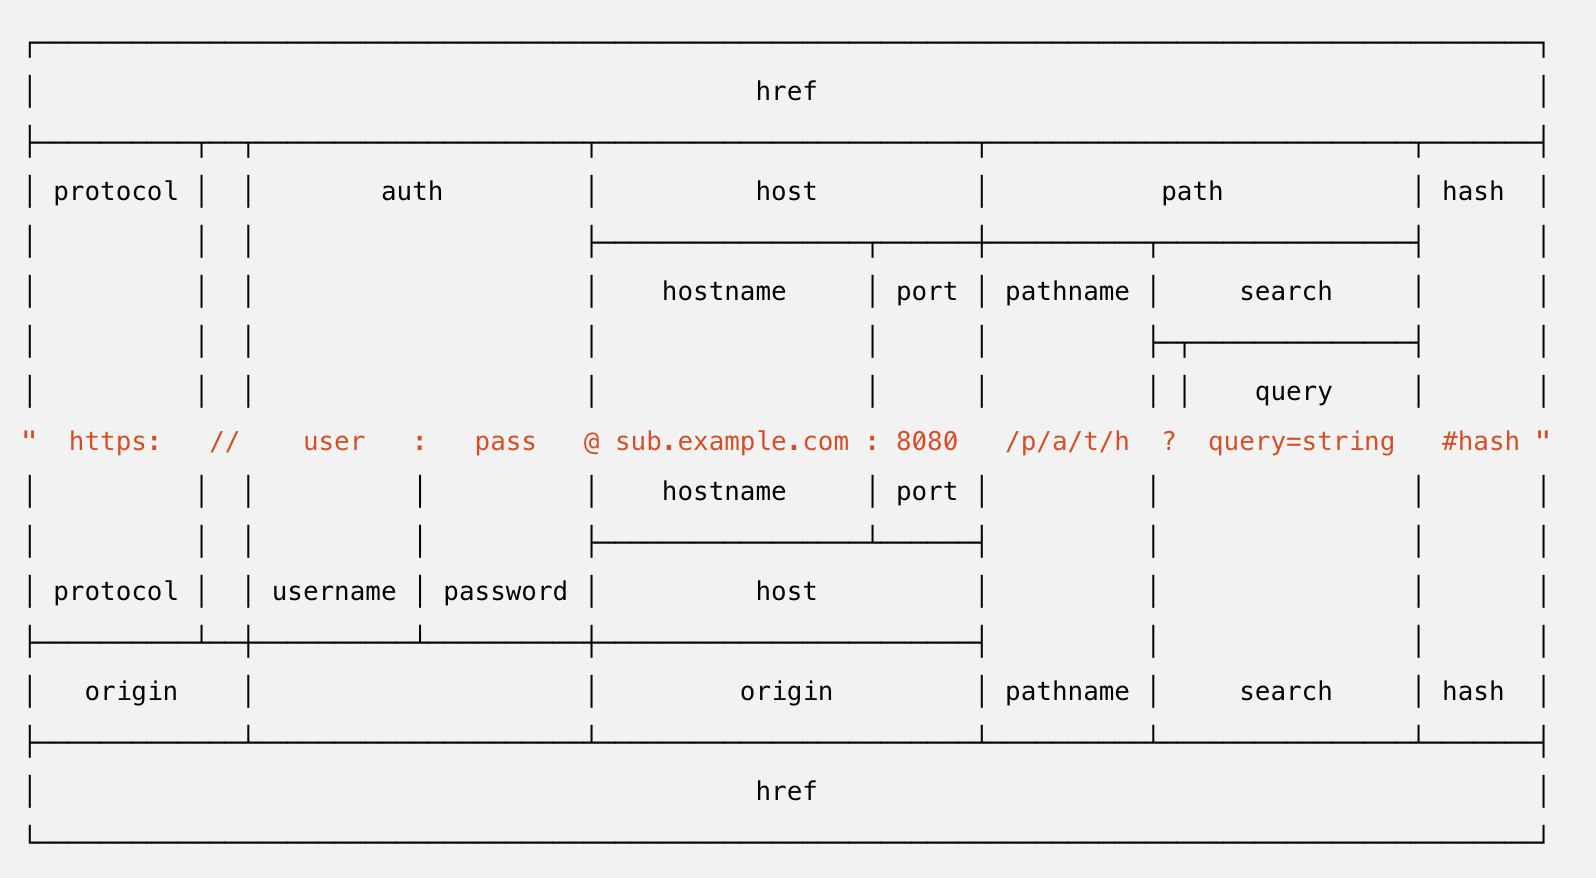 href
protocol auth host path hash
hostname port pathname search
query
" https: // user : pass @ sub.example.com : 8080 /p/a/t/h ? query=string #hash "
hostname port
protocol username password host
origin origin pathname search hash
href